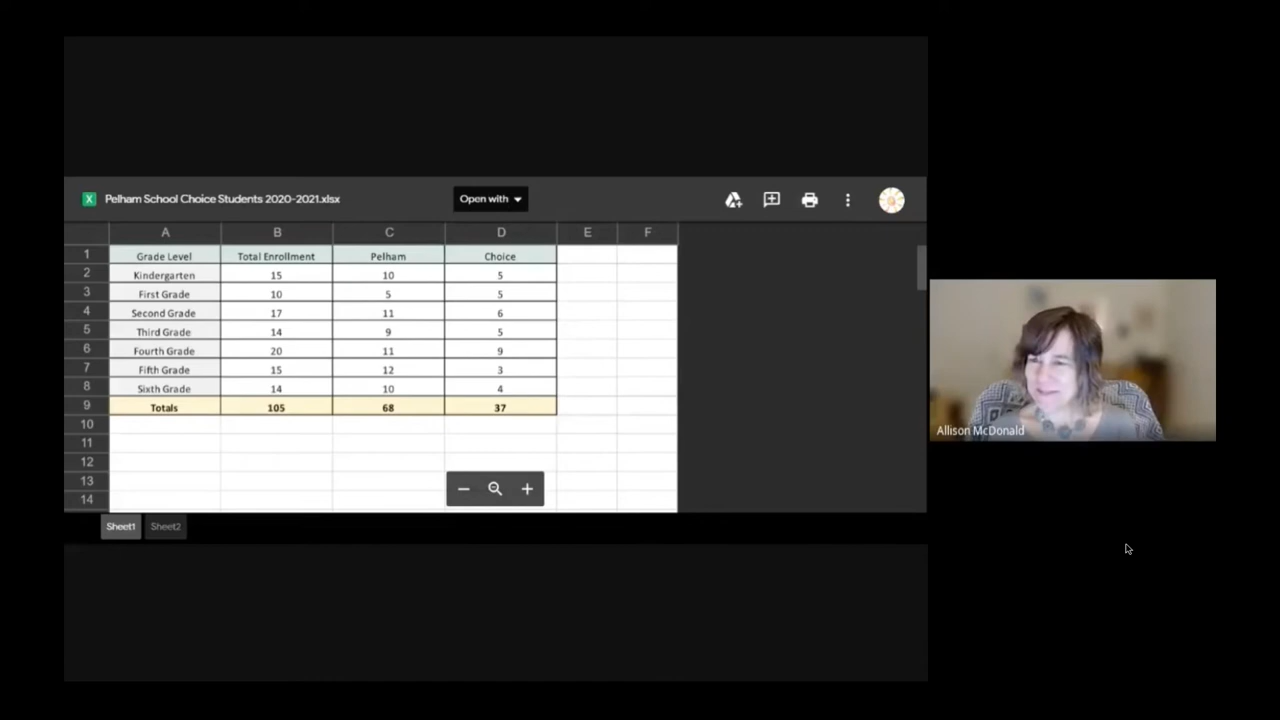 Pelham School Choice Students 2020-2021.xlsx
Open with
A B C D E F
1 Grade Level Total Enrollment Pelham Choice
2 Kindergarten 15 10 5
3 First Grade 10 5 5
4 Second Grade 17 11 6
5 Third Grade 14 9 5
6 Fourth Grade 20 11 9
7 Fifth Grade 15 12 3
8 Sixth Grade 14 10 4
9 Totals 105 68 37
10
11
12
13
14
Sheet1 Sheet2
Allison McDonald